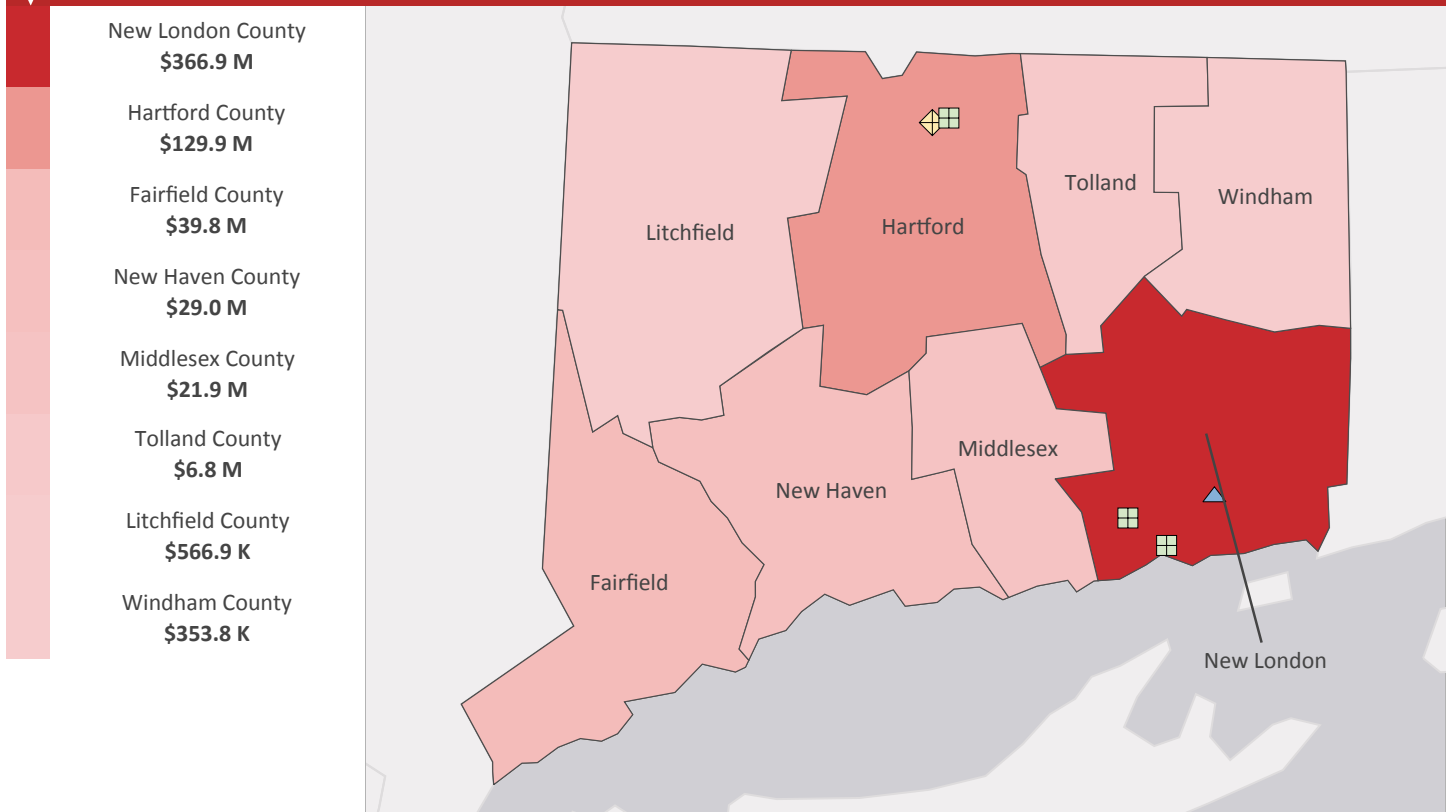 New London County
$366.9 M
Hartford County
$129.9 M
Fairfield County
$39.8 M
New Haven County
$29.0 M
Middlesex County
$21.9 M
Tolland County
$6.8 M
Litchfield County
$566.9 K
Windham County
$353.8 K
Tolland
Windham
Hartford
Litchfield
Middlesex
New Haven
Fairfield
New London